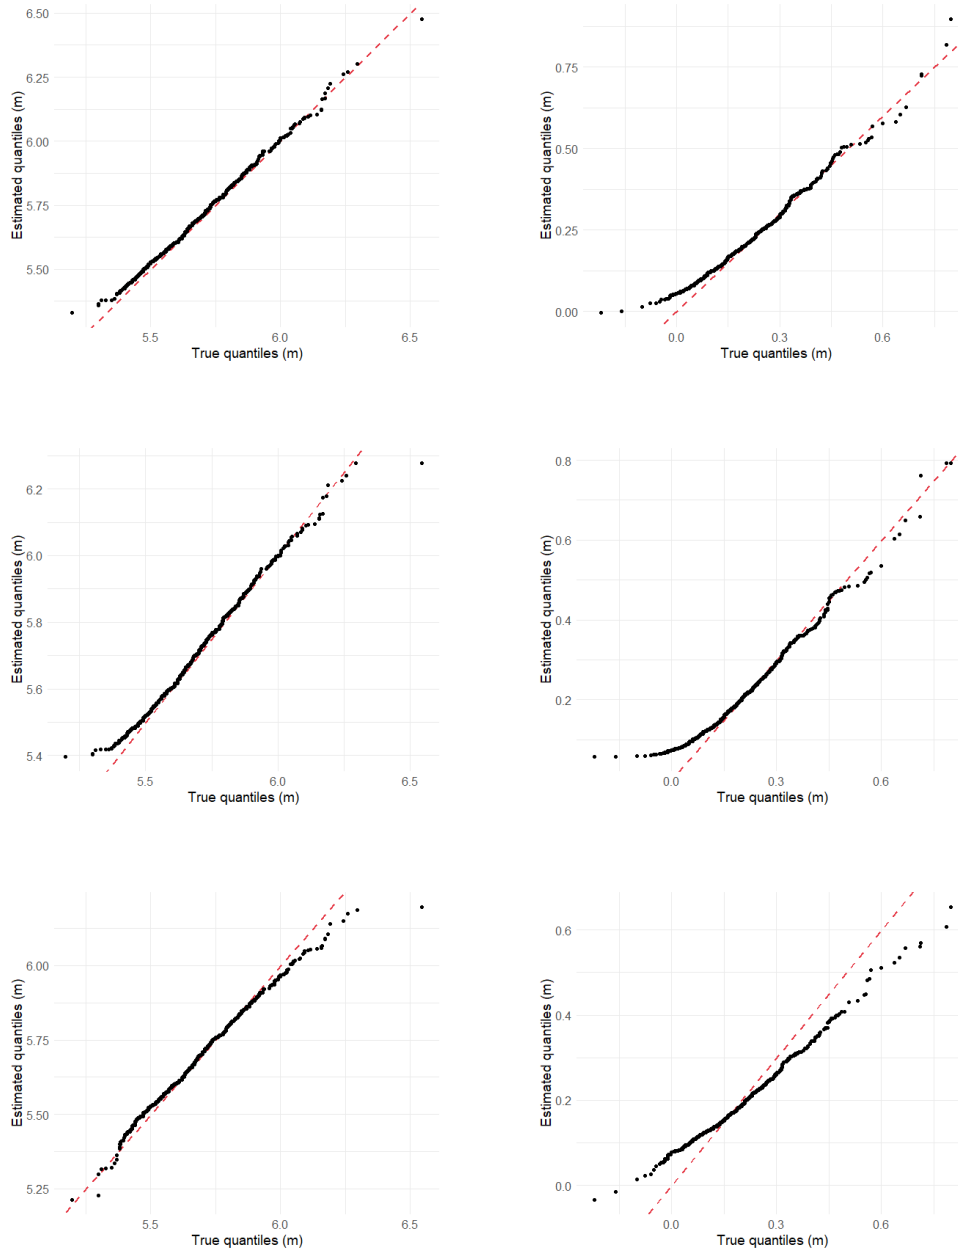 6.50
6.25
6.00
5.75
5.50
Estimated quantiles (m)
5.5 6.0 6.5
True quantiles (m)
0.75
0.50
0.25
0.00
Estimated quantiles (m)
0.0 0.3 0.6
True quantiles (m)
6.2
6.0
5.8
5.6
5.4
Estimated quantiles (m)
5.5 6.0 6.5
True quantiles (m)
0.8
0.6
0.4
0.2
Estimated quantiles (m)
0.0 0.3 0.6
True quantiles (m)
6.00
5.75
5.50
5.25
Estimated quantiles (m)
5.5 6.0 6.5
True quantiles (m)
0.6
0.4
0.2
0.0
Estimated quantiles (m)
0.0 0.3 0.6
True quantiles (m)